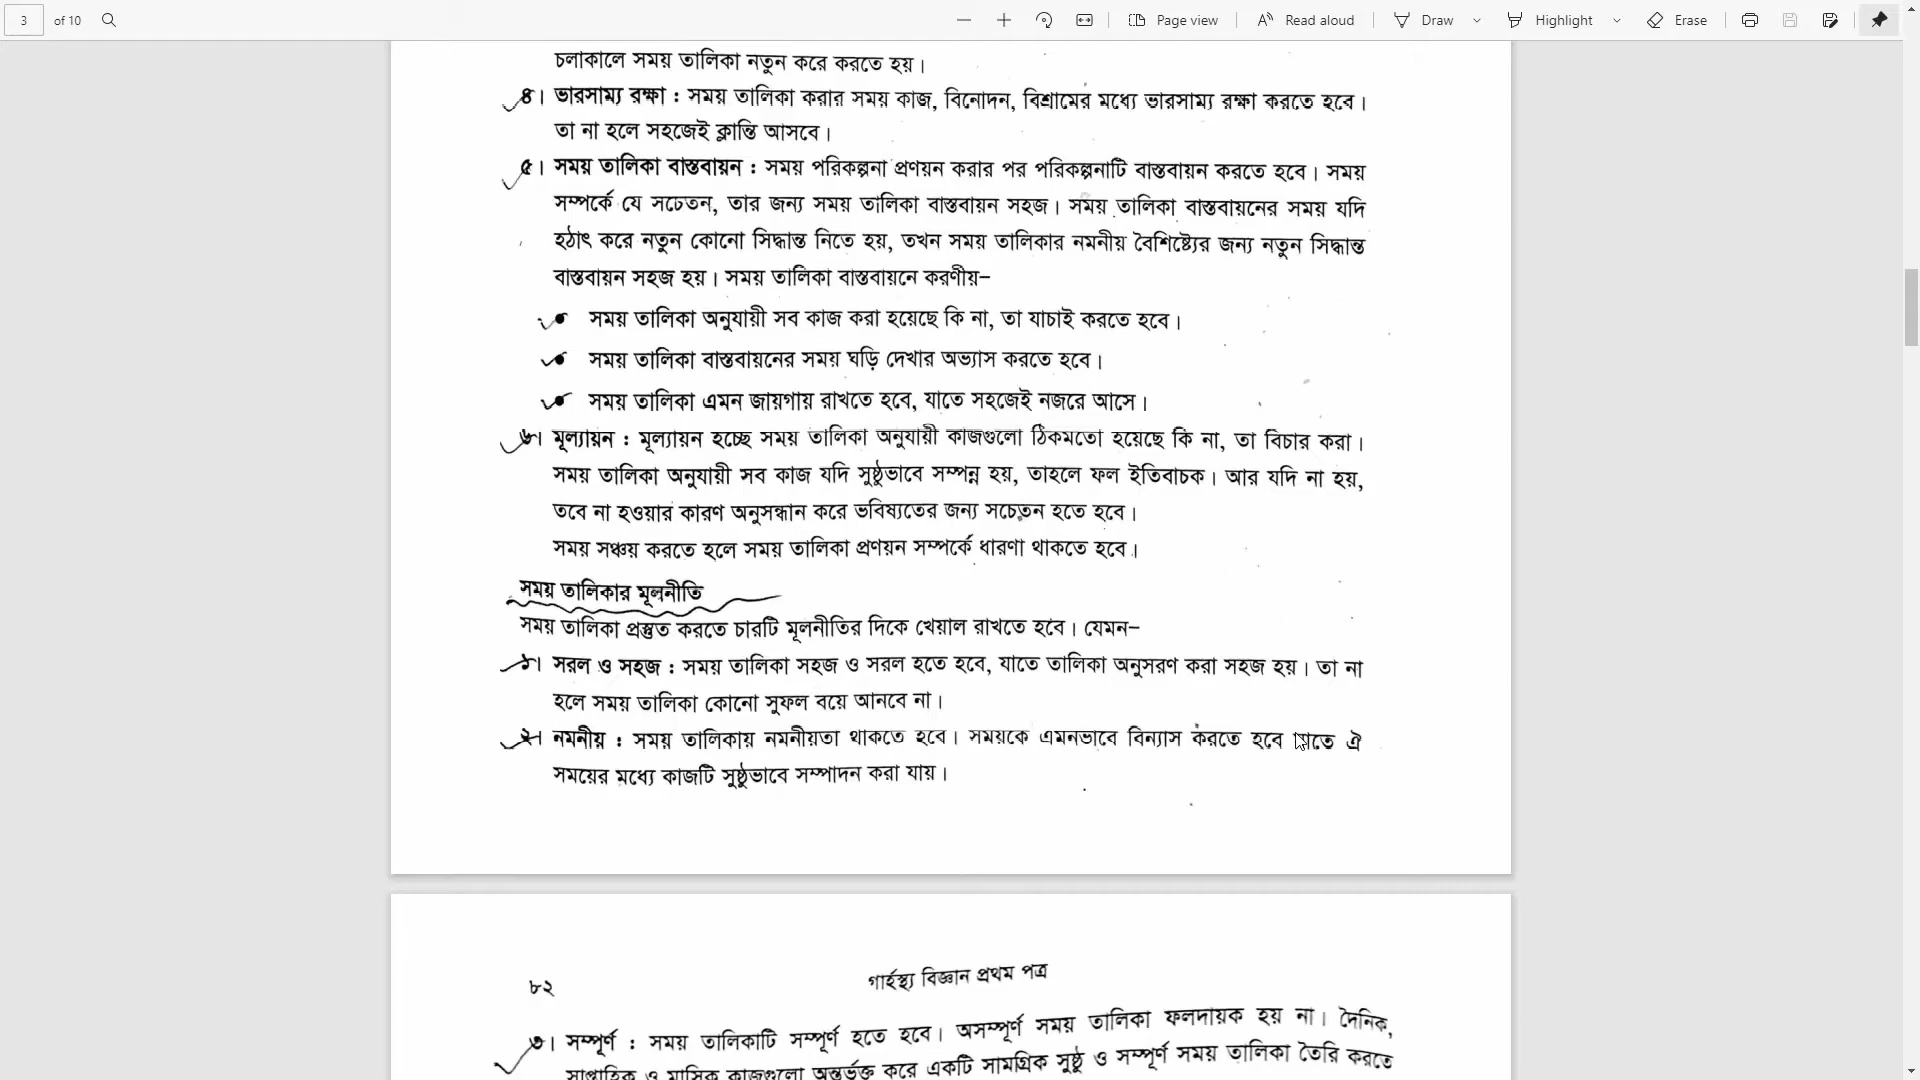 3 of 10 Page view Read aloud Draw Highlight Erase
চলাকালে সময় তালিকা নতুন করে করতে হয়।
৪। ভারসাম্য রক্ষা : সময় তালিকা করার সময় কাজ, বিনোদন, বিশ্রামের মধ্যে ভারসাম্য রক্ষা করতে হবে।
তা না হলে সহজেই ক্লান্তি আসবে।
৫। সময় তালিকা বাস্তবায়ন : সময় পরিকল্পনা প্রণয়ন করার পর পরিকল্পনাটি বাস্তবায়ন করতে হবে। সময়
সম্পর্কে যে সচেতন, তার জন্য সময় তালিকা বাস্তবায়ন সহজ। সময় তালিকা বাস্তবায়নের সময় যদি
হঠাৎ করে নতুন কোনো সিদ্ধান্ত নিতে হয়, তখন সময় তালিকার নমনীয় বৈশিষ্ট্যের জন্য নতুন সিদ্ধান্ত
বাস্তবায়ন সহজ হয়। সময় তালিকা বাস্তবায়নে করণীয়–
● সময় তালিকা অনুযায়ী সব কাজ করা হয়েছে কি না, তা যাচাই করতে হবে।
● সময় তালিকা বাস্তবায়নের সময় ঘড়ি দেখার অভ্যাস করতে হবে।
● সময় তালিকা এমন জায়গায় রাখতে হবে, যাতে সহজেই নজরে আসে।
৬। মূল্যায়ন : মূল্যায়ন হচ্ছে সময় তালিকা অনুযায়ী কাজগুলো ঠিকমতো হয়েছে কি না, তা বিচার করা।
সময় তালিকা অনুযায়ী সব কাজ যদি সুষ্ঠুভাবে সম্পন্ন হয়, তাহলে ফল ইতিবাচক। আর যদি না হয়,
তবে না হওয়ার কারণ অনুসন্ধান করে ভবিষ্যতের জন্য সচেতন হতে হবে।
সময় সঞ্চয় করতে হলে সময় তালিকা প্রণয়ন সম্পর্কে ধারণা থাকতে হবে।
সময় তালিকার মূলনীতি
সময় তালিকা প্রস্তুত করতে চারটি মূলনীতির দিকে খেয়াল রাখতে হবে। যেমন–
১। সরল ও সহজ : সময় তালিকা সহজ ও সরল হতে হবে, যাতে তালিকা অনুসরণ করা সহজ হয়। তা না
হলে সময় তালিকা কোনো সুফল বয়ে আনবে না।
২। নমনীয় : সময় তালিকায় নমনীয়তা থাকতে হবে। সময়কে এমনভাবে বিন্যাস করতে হবে যাতে ঐ
সময়ের মধ্যে কাজটি সুষ্ঠুভাবে সম্পাদন করা যায়।
৮২ গার্হস্থ্য বিজ্ঞান প্রথম পত্র
৩। সম্পূর্ণ : সময় তালিকাটি সম্পূর্ণ হতে হবে। অসম্পূর্ণ সময় তালিকা ফলদায়ক হয় না। দৈনিক,
সাপ্তাহিক ও মাসিক কাজগুলো অন্তর্ভুক্ত করে একটি সামগ্রিক সুষ্ঠু ও সম্পূর্ণ সময় তালিকা তৈরি করতে